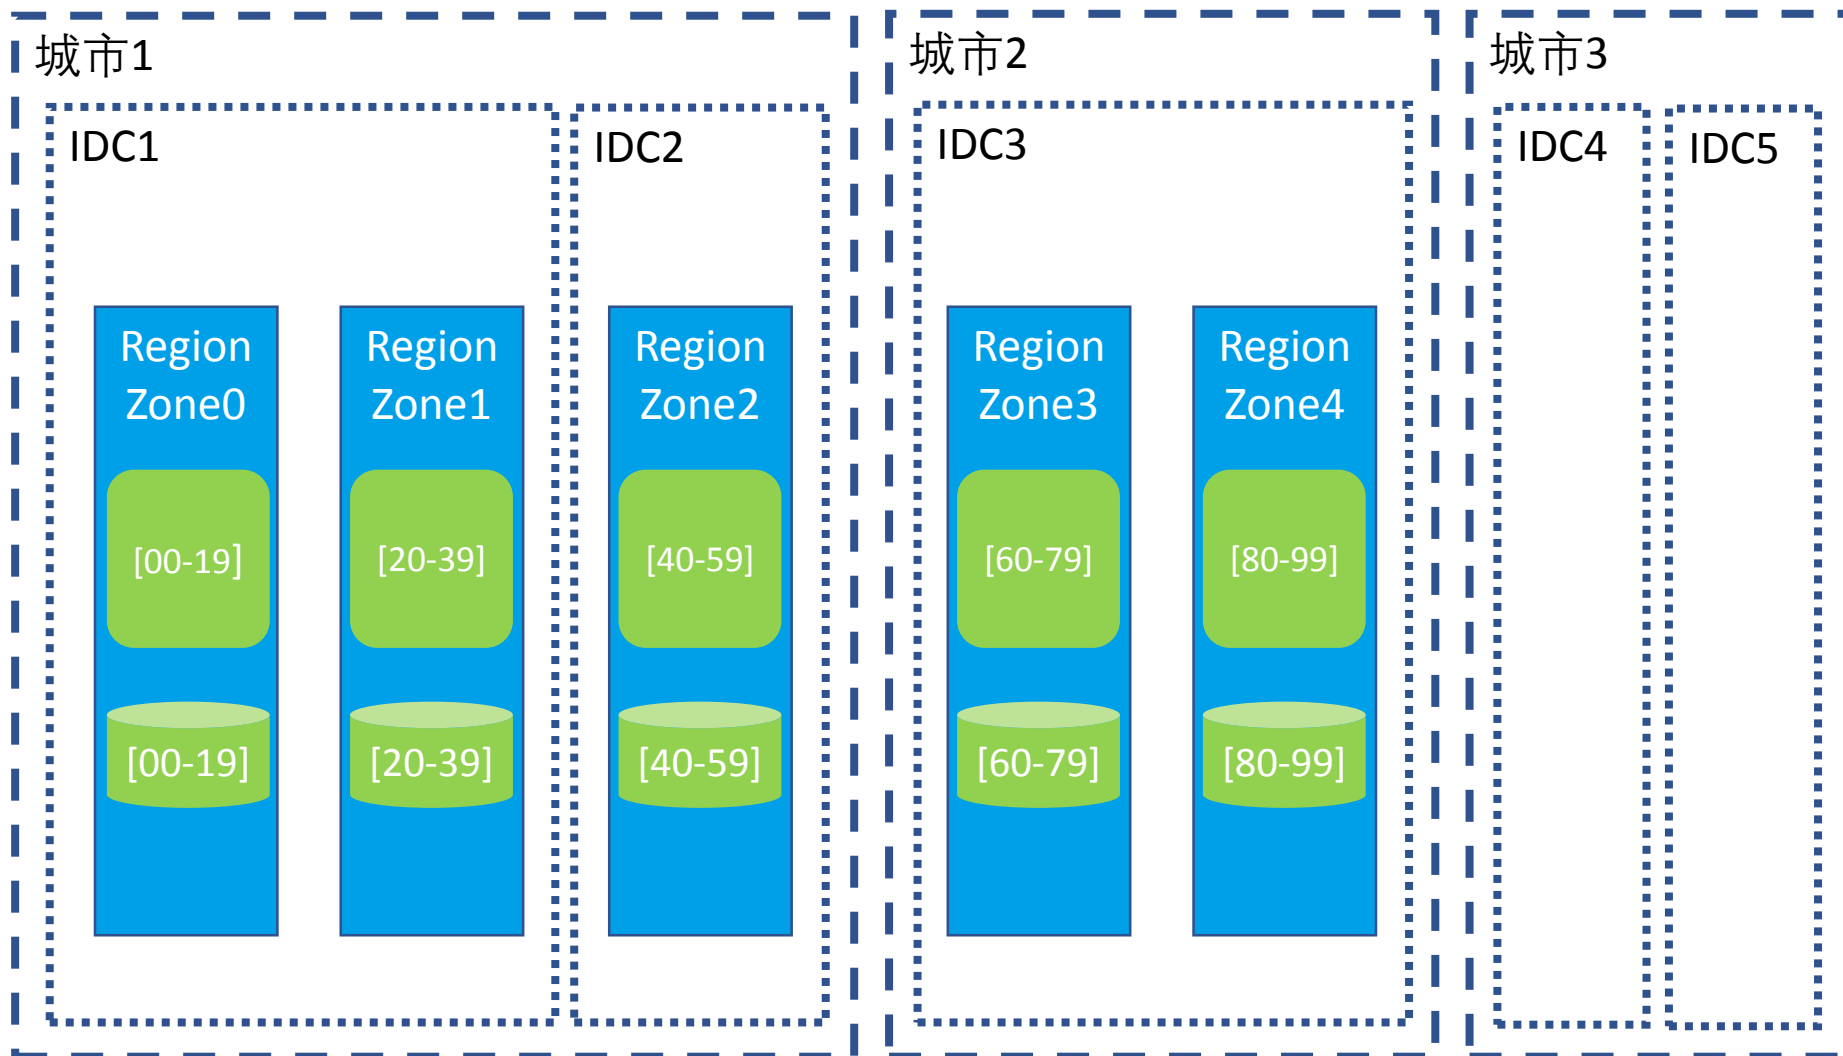 城市1
IDC1
Region
Zone0
[00-19]
[00-19]
Region
Zone1
[20-39]
[20-39]
IDC2
Region
Zone2
[40-59]
[40-59]
城市2
IDC3
Region
Zone3
[60-79]
[60-79]
Region
Zone4
[80-99]
[80-99]
城市3
IDC4
IDC5